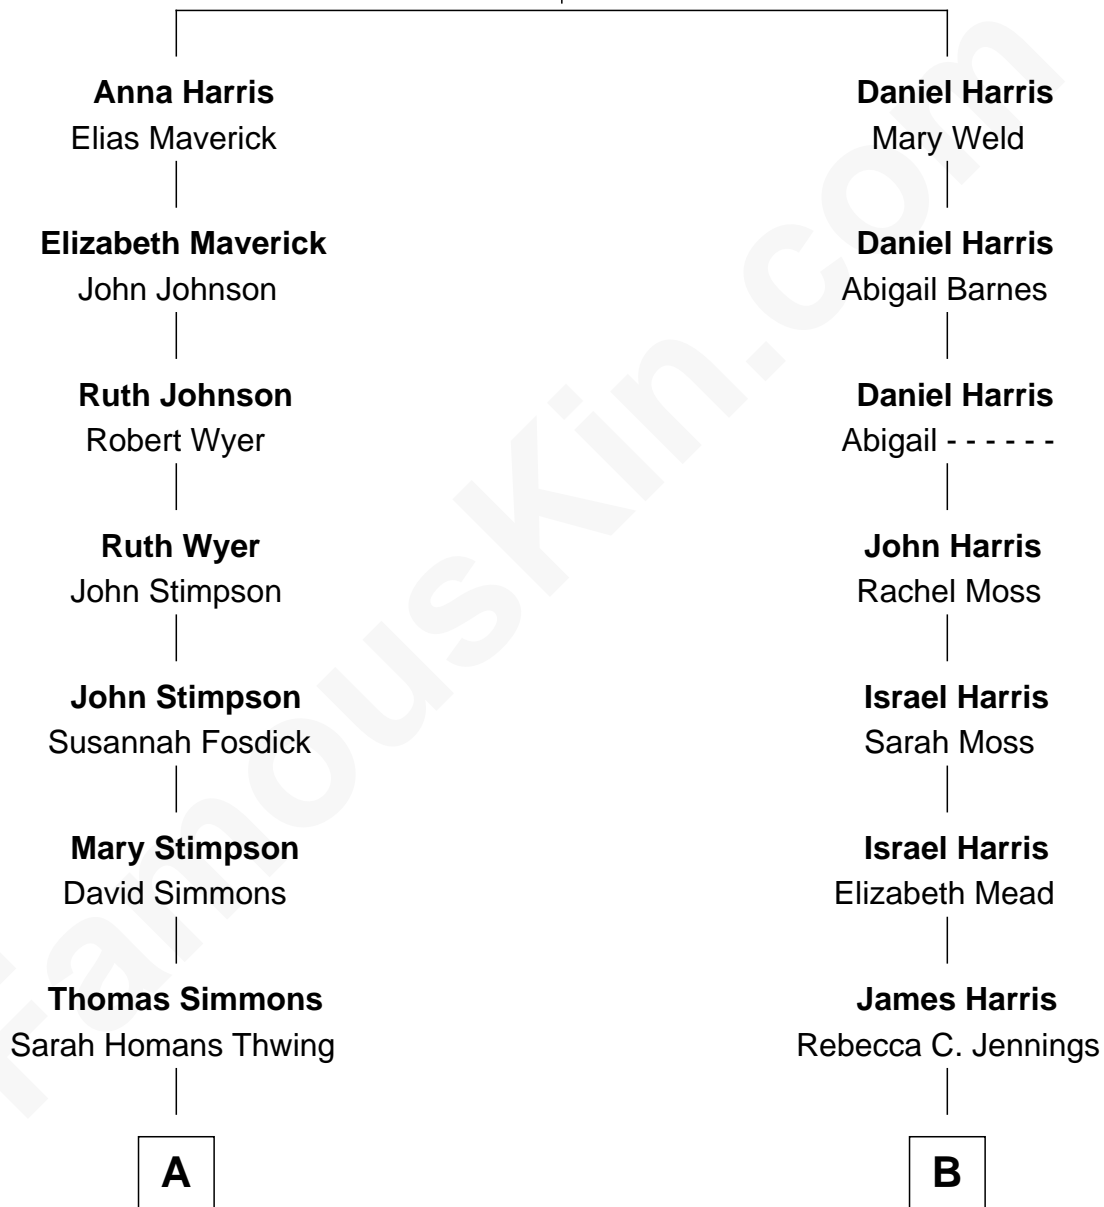 Anna Harris
Elias Maverick
Elizabeth Maverick
John Johnson
Ruth Johnson
Robert Wyer
Ruth Wyer
John Stimpson
John Stimpson
Susannah Fosdick
Mary Stimpson
David Simmons
Thomas Simmons
Sarah Homans Thwing
A
Daniel Harris
Mary Weld
Daniel Harris
Abigail Barnes
Daniel Harris
Abigail - - - - - -
John Harris
Rachel Moss
Israel Harris
Sarah Moss
Israel Harris
Elizabeth Mead
James Harris
Rebecca C. Jennings
B
FamousKin.com